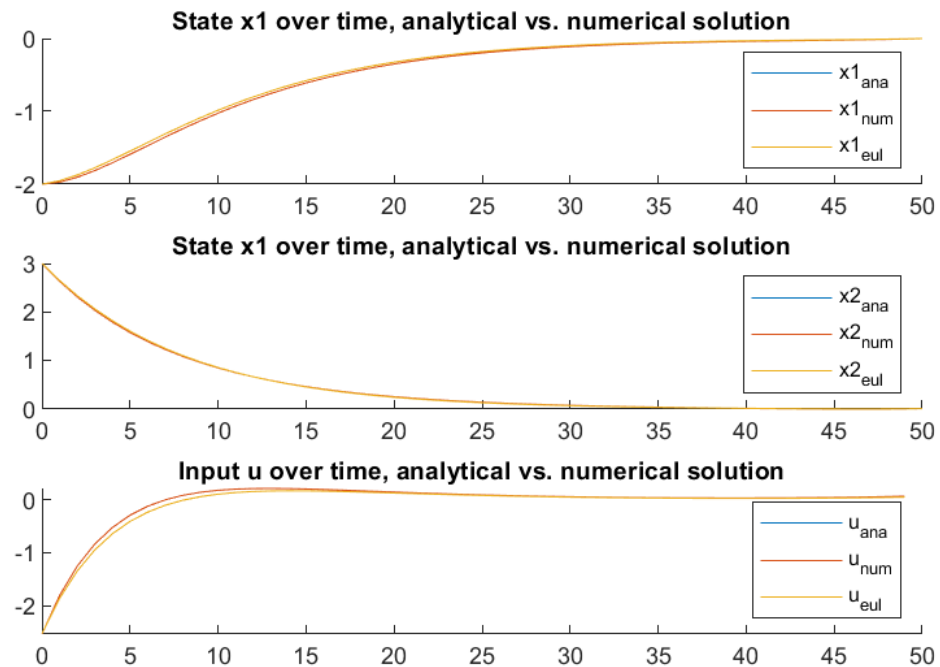 State x1 over time, analytical vs. numerical solution
0
-1
-2
x1ana
x1num
x1eul
0 5 10 15 20 25 30 35 40 45 50
State x1 over time, analytical vs. numerical solution
3
2
1
0
x2ana
x2num
x2eul
0 5 10 15 20 25 30 35 40 45 50
Input u over time, analytical vs. numerical solution
0
-1
-2
uana
unum
ueul
0 5 10 15 20 25 30 35 40 45 50